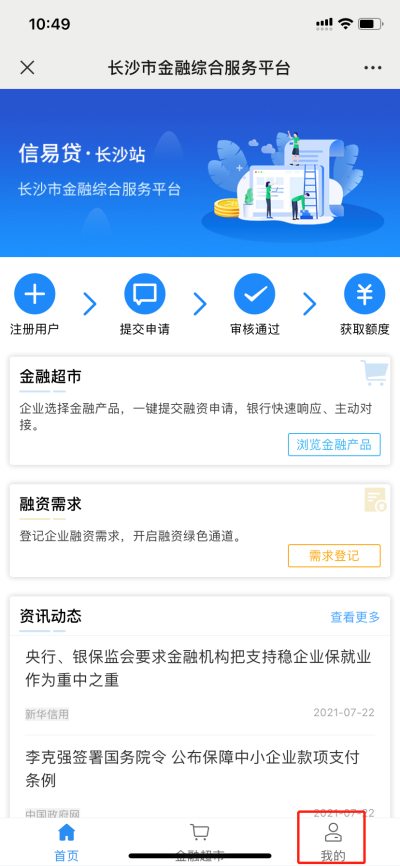 10:49
长沙市金融综合服务平台
信易贷·长沙站
长沙市金融综合服务平台
注册用户
提交申请
审核通过
获取额度
金融超市
企业选择金融产品，一键提交融资申请，银行快速响应、主动对
接。
浏览金融产品
融资需求
登记企业融资需求，开启融资绿色通道。
需求登记
资讯动态
查看更多
央行、银保监会要求金融机构把支持稳企业保就业
作为重中之重
新华信用
2021-07-22
李克强签署国务院令 公布保障中小企业款项支付
条例
中国政府网
2021-07-22
首页
金融超市
我的